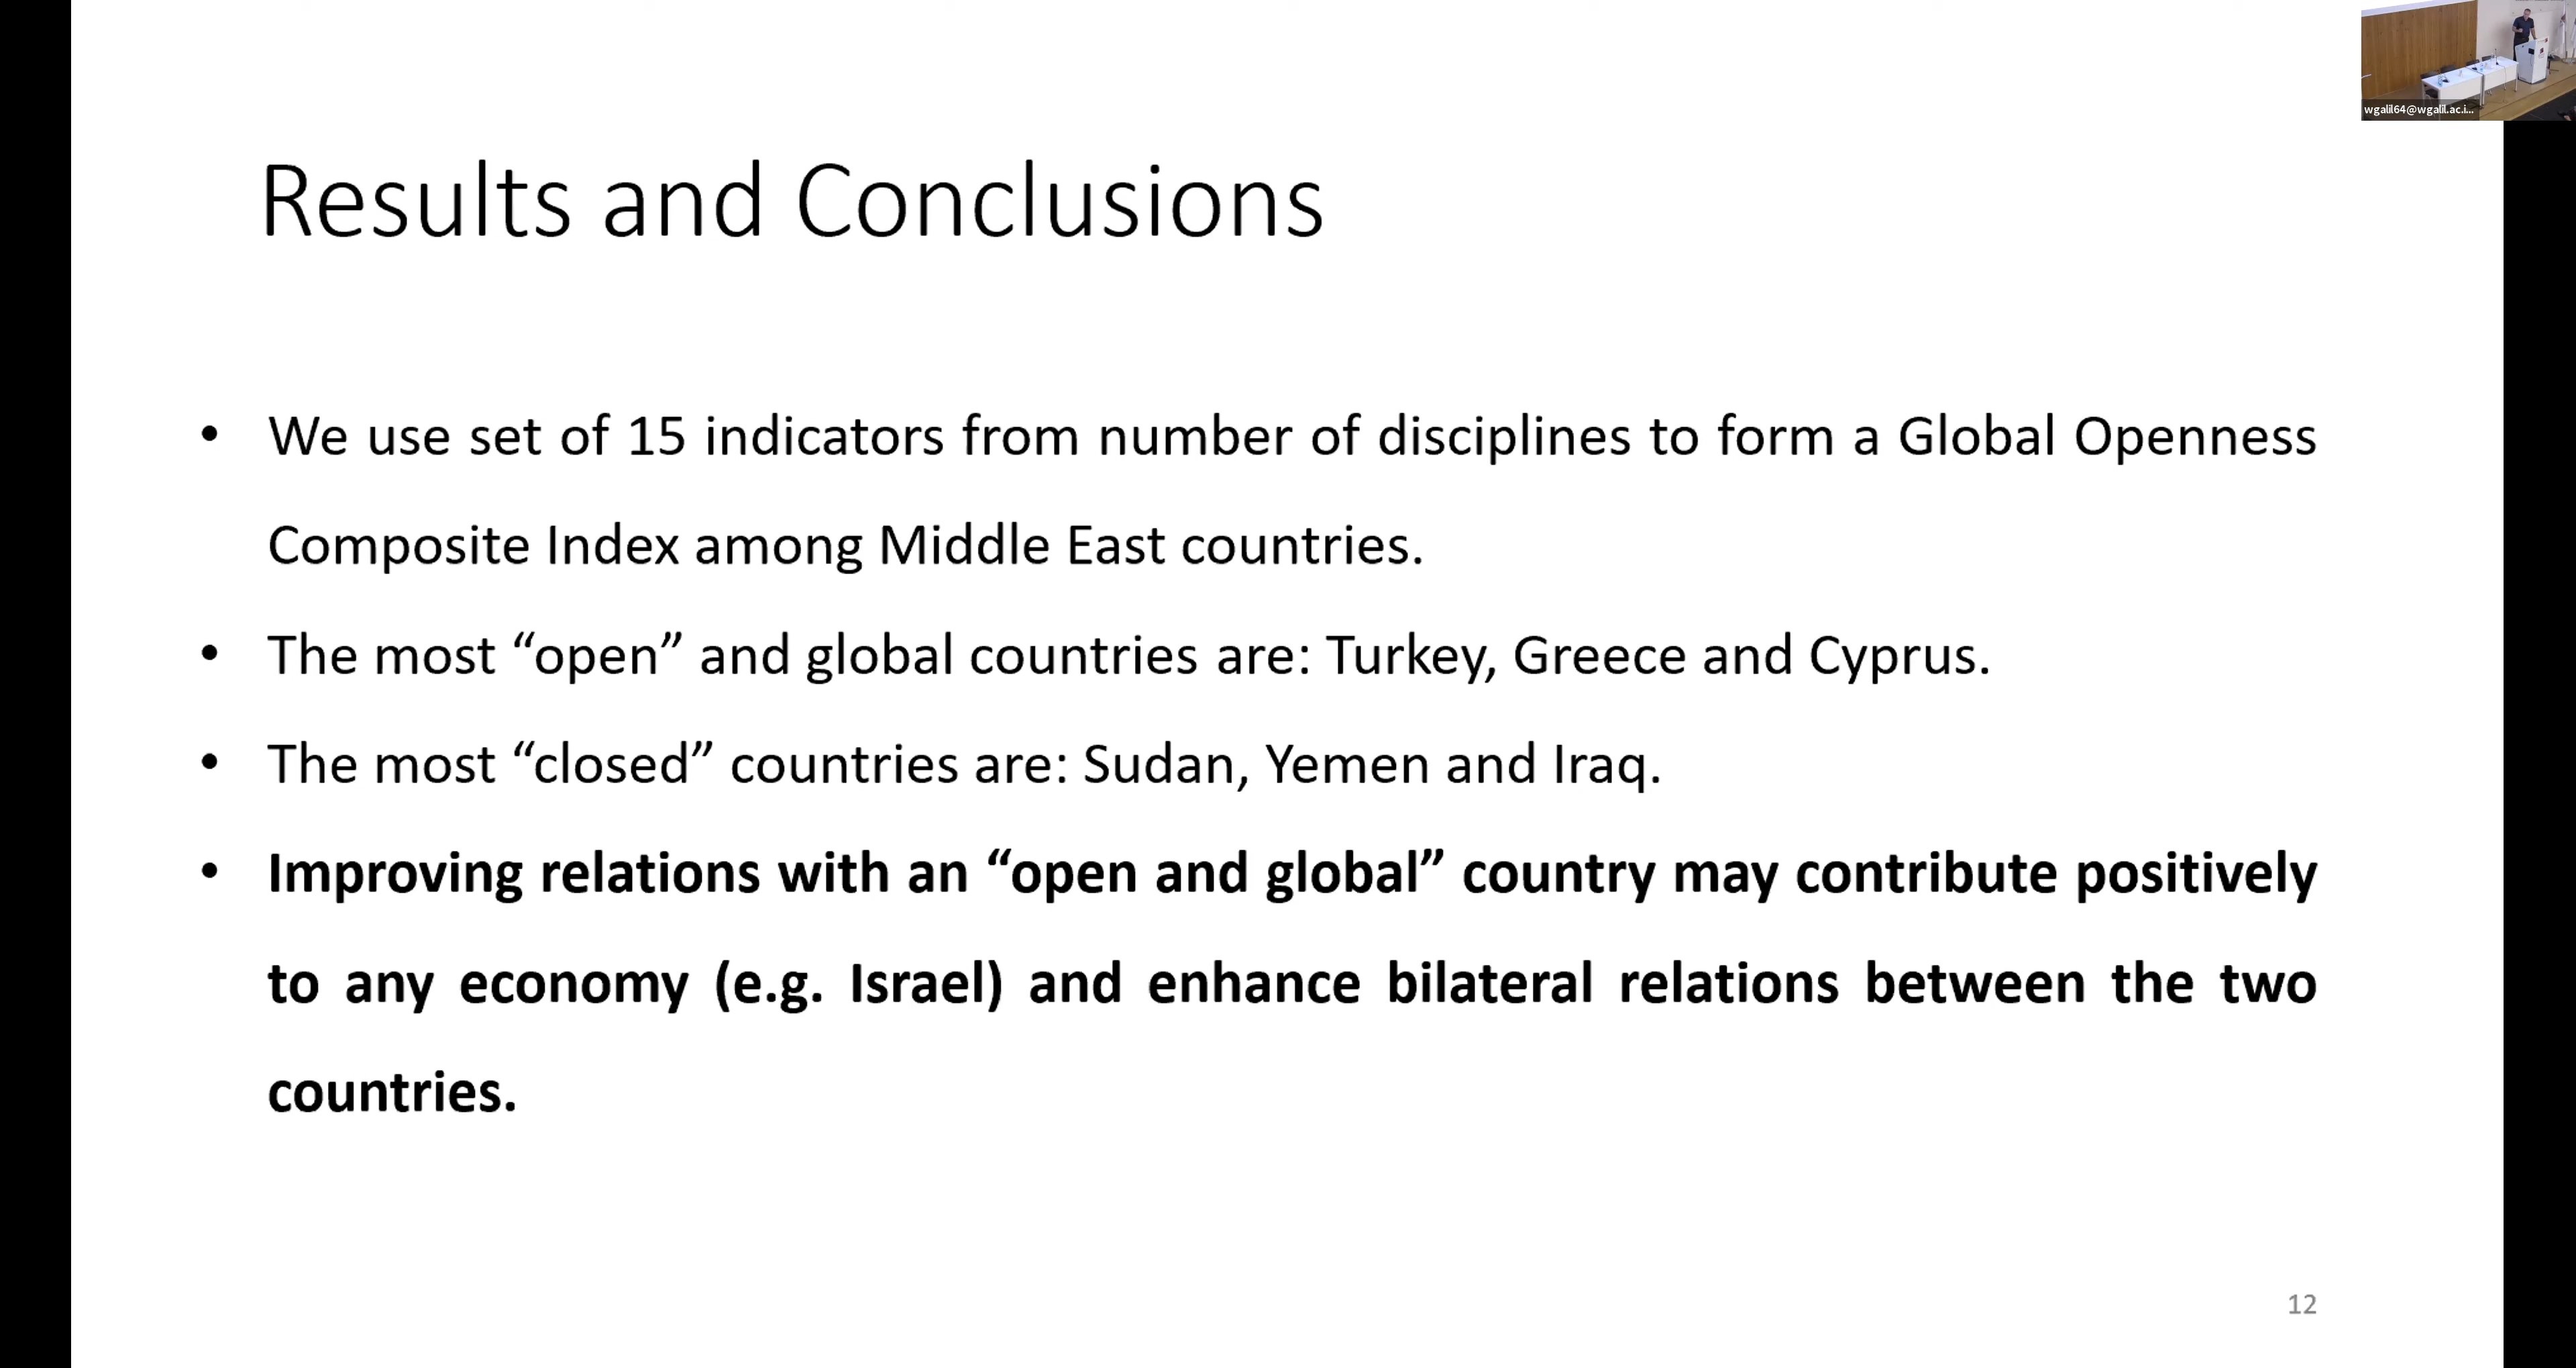 wgalil64@wgalil.ac.i...
Results and Conclusions
• We use set of 15 indicators from number of disciplines to form a Global Openness
Composite Index among Middle East countries.
• The most “open” and global countries are: Turkey, Greece and Cyprus.
• The most “closed” countries are: Sudan, Yemen and Iraq.
• Improving relations with an “open and global” country may contribute positively
to any economy (e.g. Israel) and enhance bilateral relations between the two
countries.
12